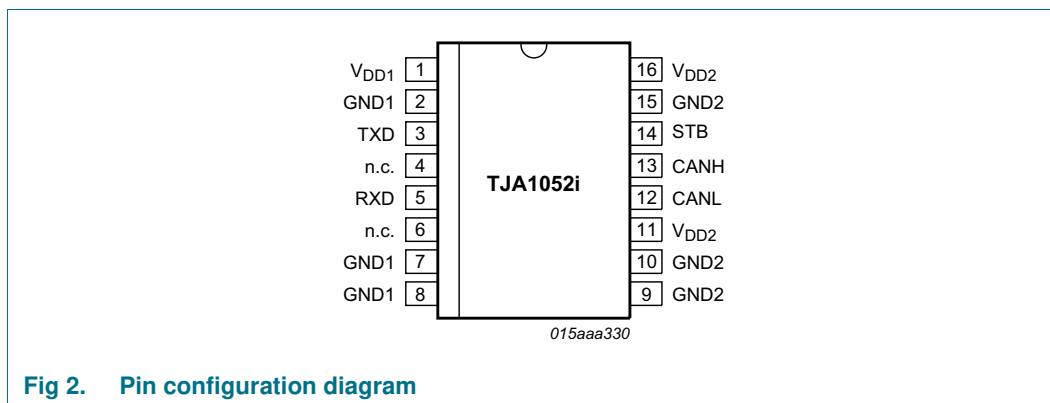 VDD1 1 16 VDD2
GND1 2 15 GND2
TXD 3 14 STB
n.c. 4 13 CANH
TJA1052i
RXD 5 12 CANL
n.c. 6 11 VDD2
GND1 7 10 GND2
GND1 8 9 GND2
015aaa330
Fig 2. Pin configuration diagram